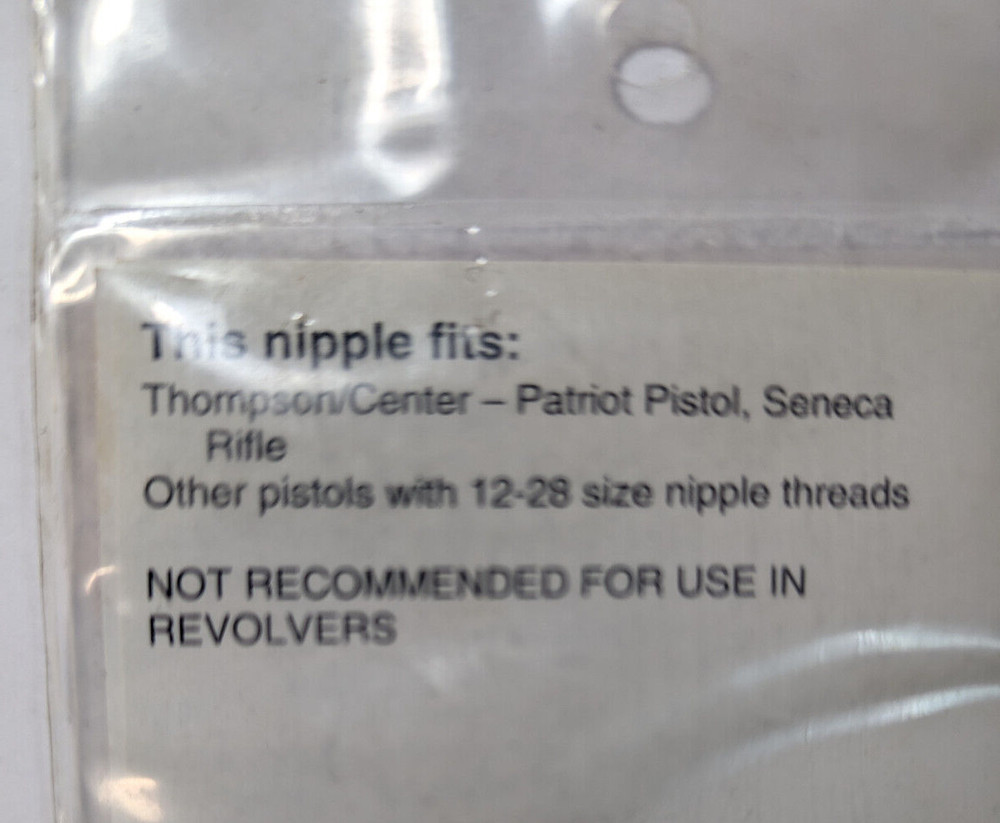 This nipple fits:
Thompson/Center – Patriot Pistol, Seneca
Rifle
Other pistols with 12-28 size nipple threads
NOT RECOMMENDED FOR USE IN
REVOLVERS